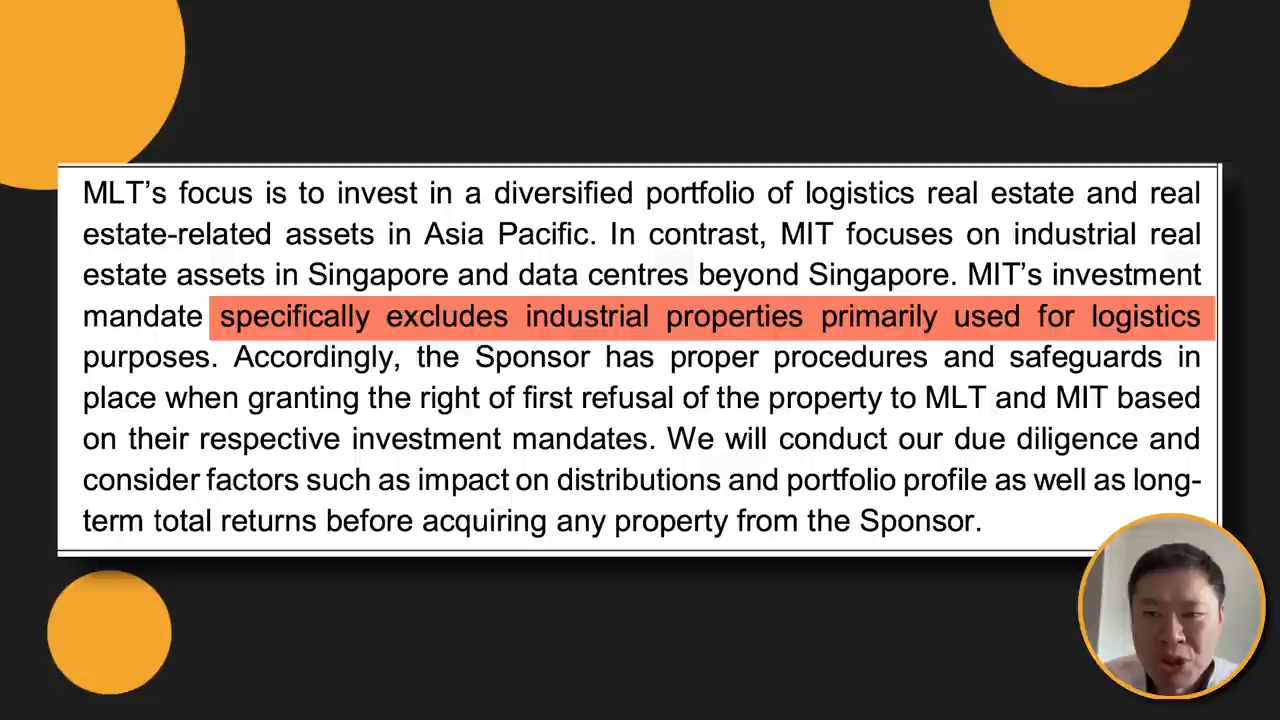 MLT’s focus is to invest in a diversified portfolio of logistics real estate and real
estate-related assets in Asia Pacific. In contrast, MIT focuses on industrial real
estate assets in Singapore and data centres beyond Singapore. MIT’s investment
mandate specifically excludes industrial properties primarily used for logistics
purposes. Accordingly, the Sponsor has proper procedures and safeguards in
place when granting the right of first refusal of the property to MLT and MIT based
on their respective investment mandates. We will conduct our due diligence and
consider factors such as impact on distributions and portfolio profile as well as long-
term total returns before acquiring any property from the Sponsor.